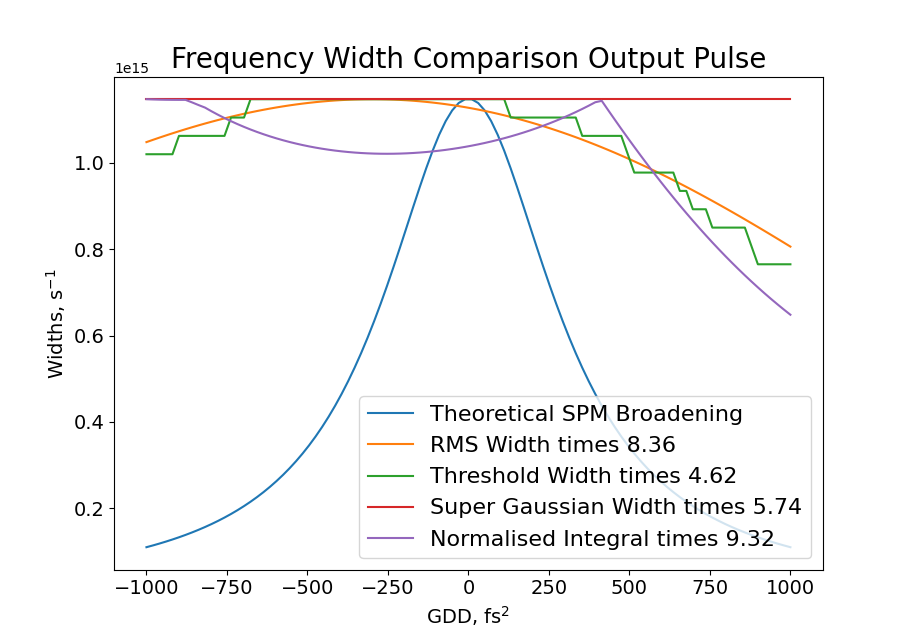 Frequency Width Comparison Output Pulse
1e15
1.0
0.8
0.6
0.4
0.2
Widths, s⁻¹
Theoretical SPM Broadening
RMS Width times 8.36
Threshold Width times 4.62
Super Gaussian Width times 5.74
Normalised Integral times 9.32
−1000 −750 −500 −250 0 250 500 750 1000
GDD, fs²